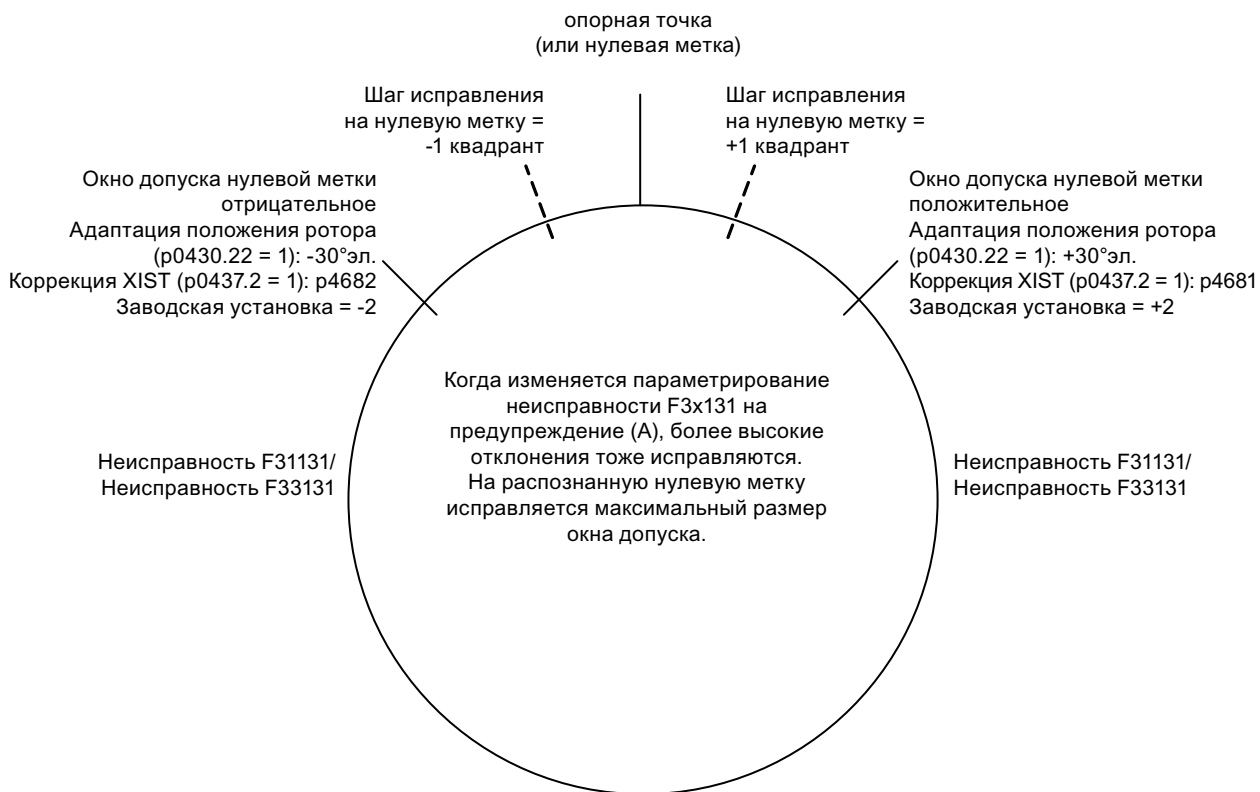 опорная точка
(или нулевая метка)
Шаг исправления
на нулевую метку =
-1 квадрант
Шаг исправления
на нулевую метку =
+1 квадрант
Окно допуска нулевой метки
отрицательное
Адаптация положения ротора
(p0430.22 = 1): -30°эл.
Коррекция XIST (p0437.2 = 1): p4682
Заводская установка = -2
Окно допуска нулевой метки
положительное
Адаптация положения ротора
(p0430.22 = 1): +30°эл.
Коррекция XIST (p0437.2 = 1): p4681
Заводская установка = +2
Когда изменяется параметрирование
неисправности F3x131 на
предупреждение (A), более высокие
отклонения тоже исправляются.
На распознанную нулевую метку
исправляется максимальный размер
окна допуска.
Неисправность F31131/
Неисправность F33131
Неисправность F31131/
Неисправность F33131